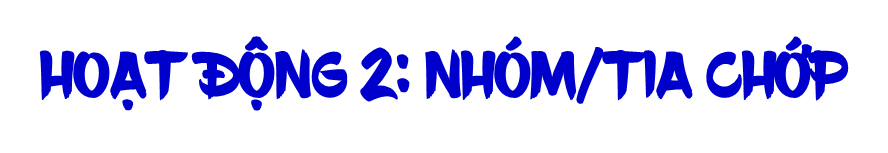 HOẠT ĐỘNG 2: NHÓM/TIA CHỚP